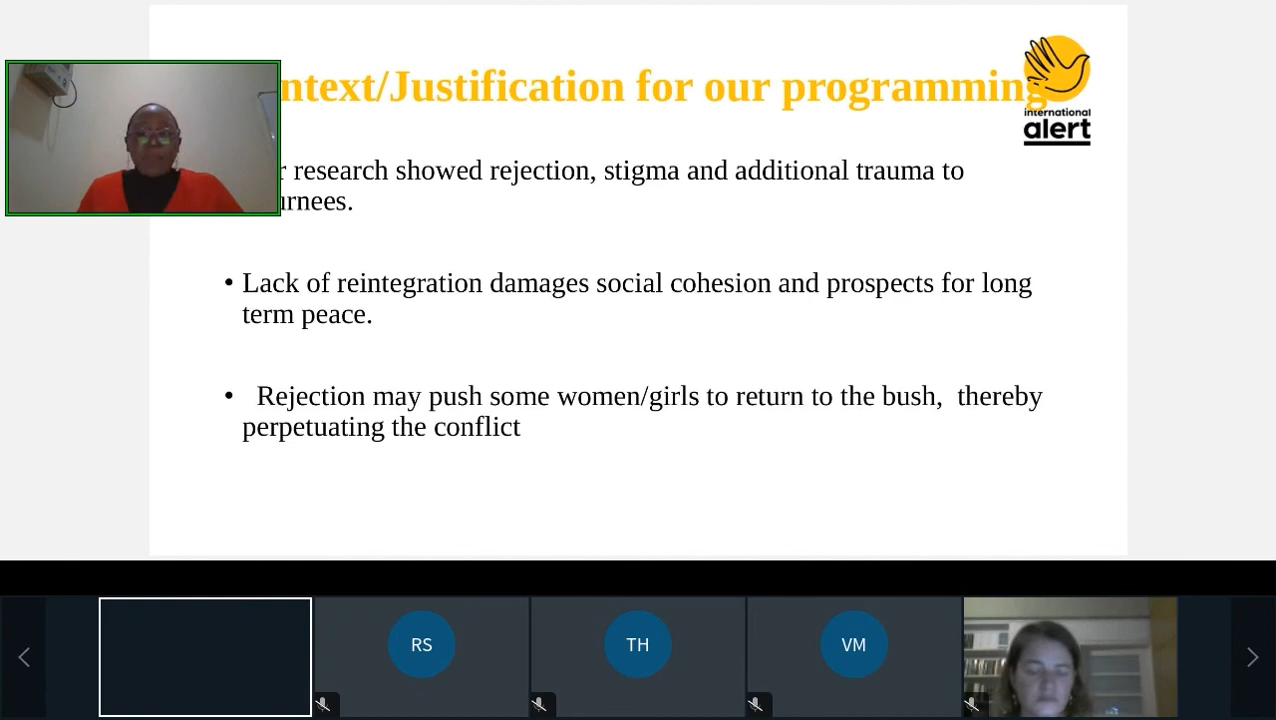 ntext/Justification for our programming
international
alert
research showed rejection, stigma and additional trauma to
rnees.
• Lack of reintegration damages social cohesion and prospects for long
term peace.
• Rejection may push some women/girls to return to the bush, thereby
perpetuating the conflict
RS
TH
VM